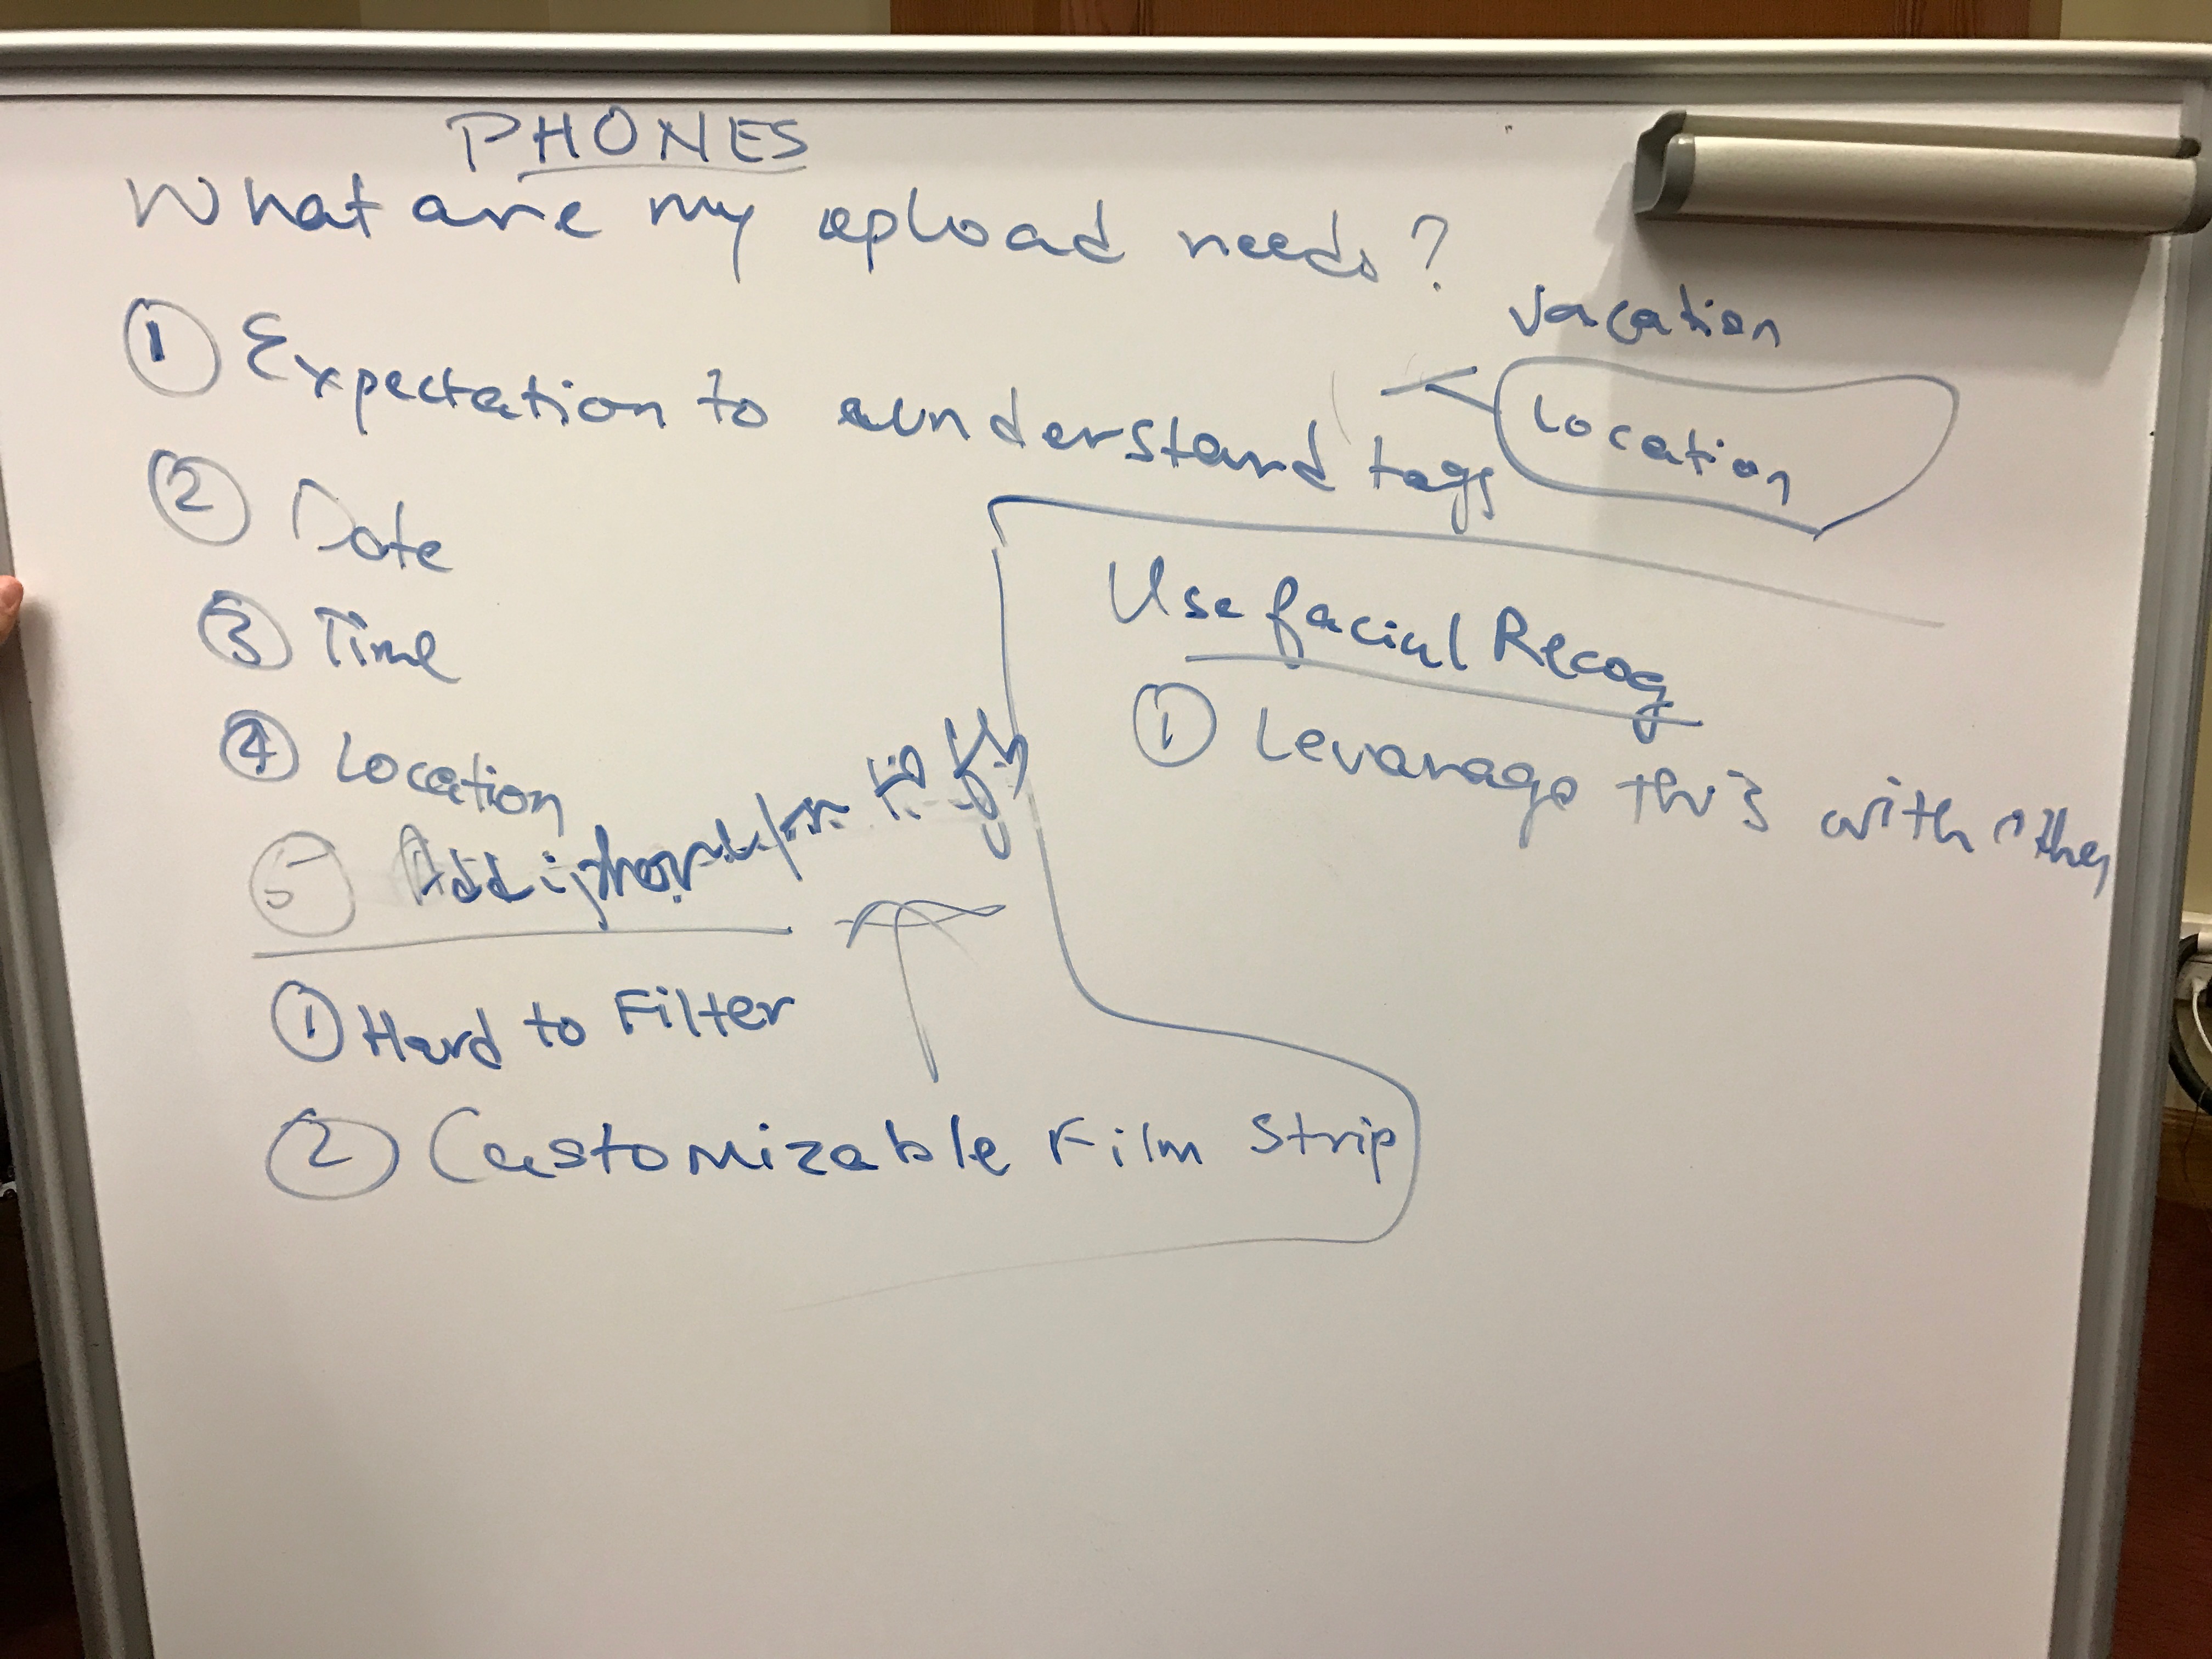 PHONES
What are my upload needs?
① Expectation to understand tags
vacation
Location
② Date
③ Time
④ Location
⑤ Add
① Hard to Filter
② Customizable Film Strip
Use facial Recog
① Levarage this with other